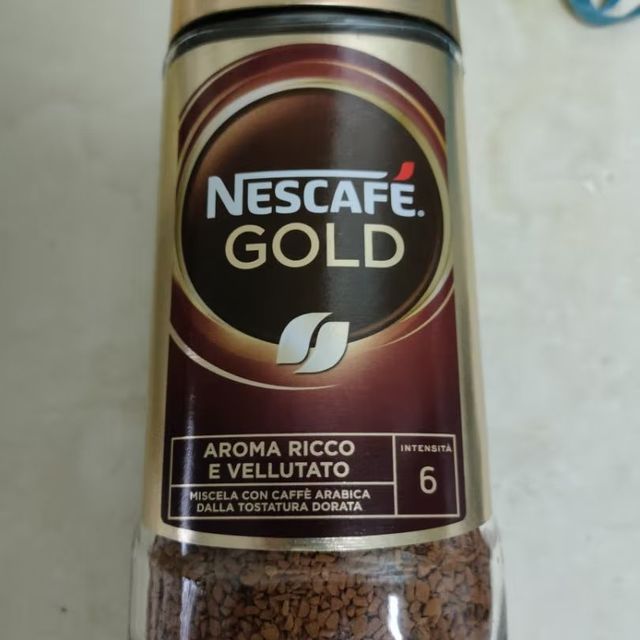 NESCAFÉ.
GOLD
AROMA RICCO
E VELLUTATO
MISCELA CON CAFFÈ ARABICA
DALLA TOSTATURA DORATA
INTENSITÀ
6